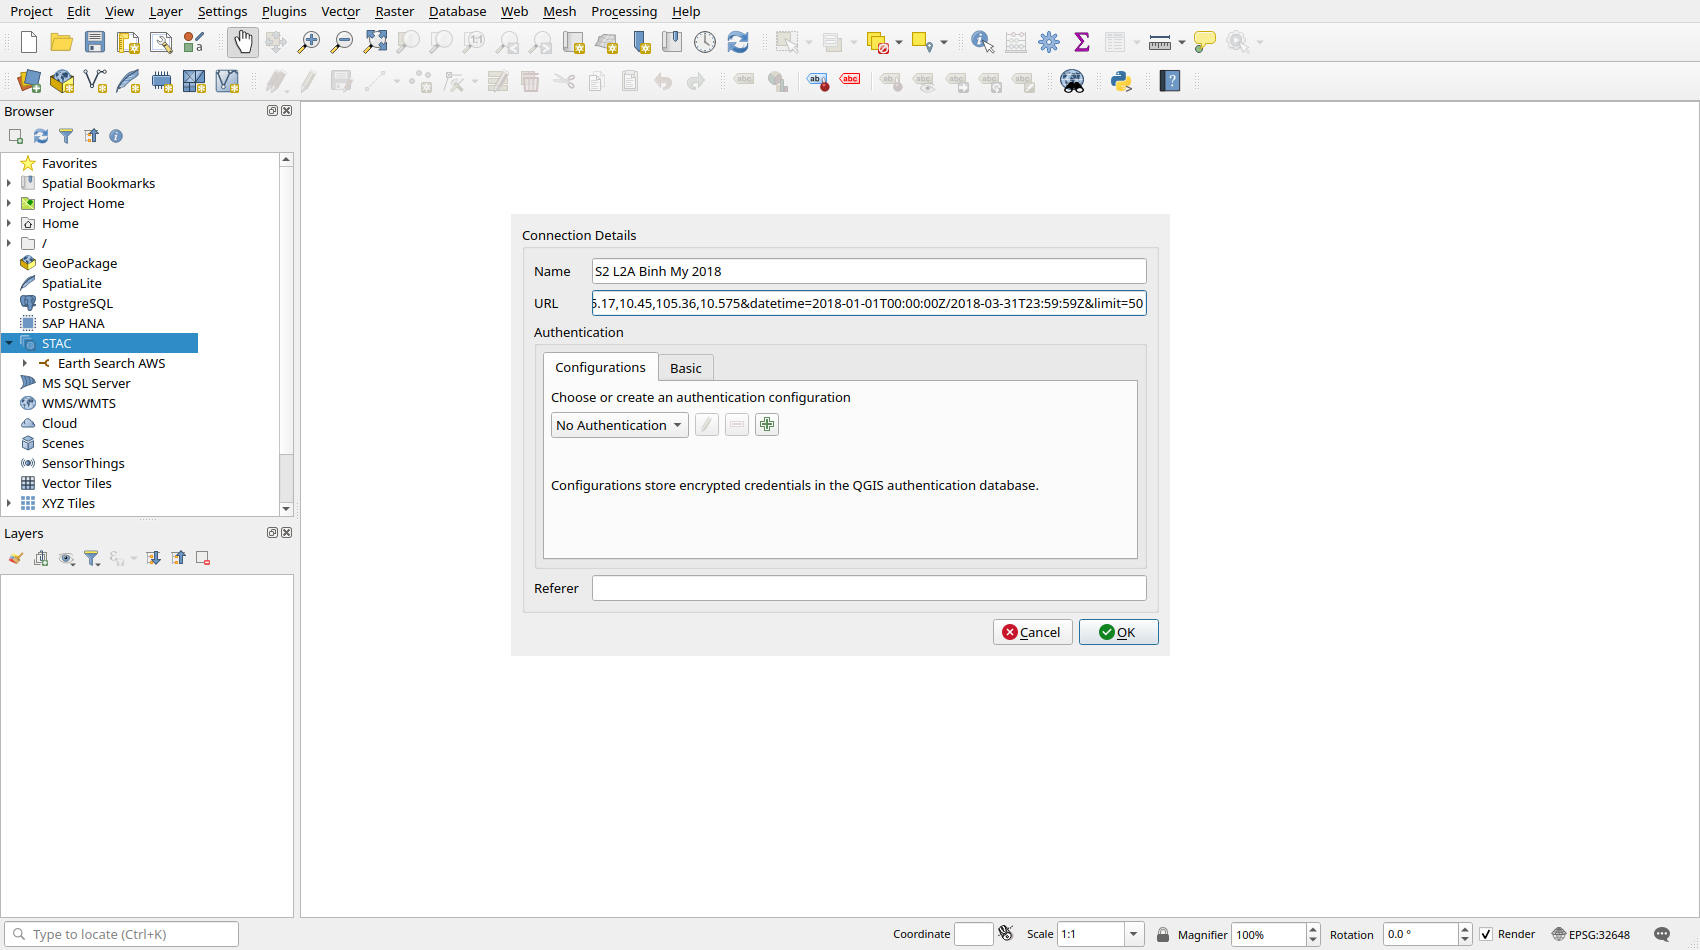 Project Edit View Layer Settings Plugins Vector Raster Database Web Mesh Processing Help
Browser
Favorites
Spatial Bookmarks
Project Home
Home
/
GeoPackage
SpatiaLite
PostgreSQL
SAP HANA
STAC
Earth Search AWS
MS SQL Server
WMS/WMTS
Cloud
Scenes
SensorThings
Vector Tiles
XYZ Tiles
Layers
Connection Details
Name S2 L2A Binh My 2018
URL 5.17,10.45,105.36,10.575&datetime=2018-01-01T00:00:00Z/2018-03-31T23:59:59Z&limit=50
Authentication
Configurations Basic
Choose or create an authentication configuration
No Authentication
Configurations store encrypted credentials in the QGIS authentication database.
Referer
Cancel OK
Type to locate (Ctrl+K) Coordinate Scale 1:1 Magnifier 100% Rotation 0.0 ° Render EPSG:32648